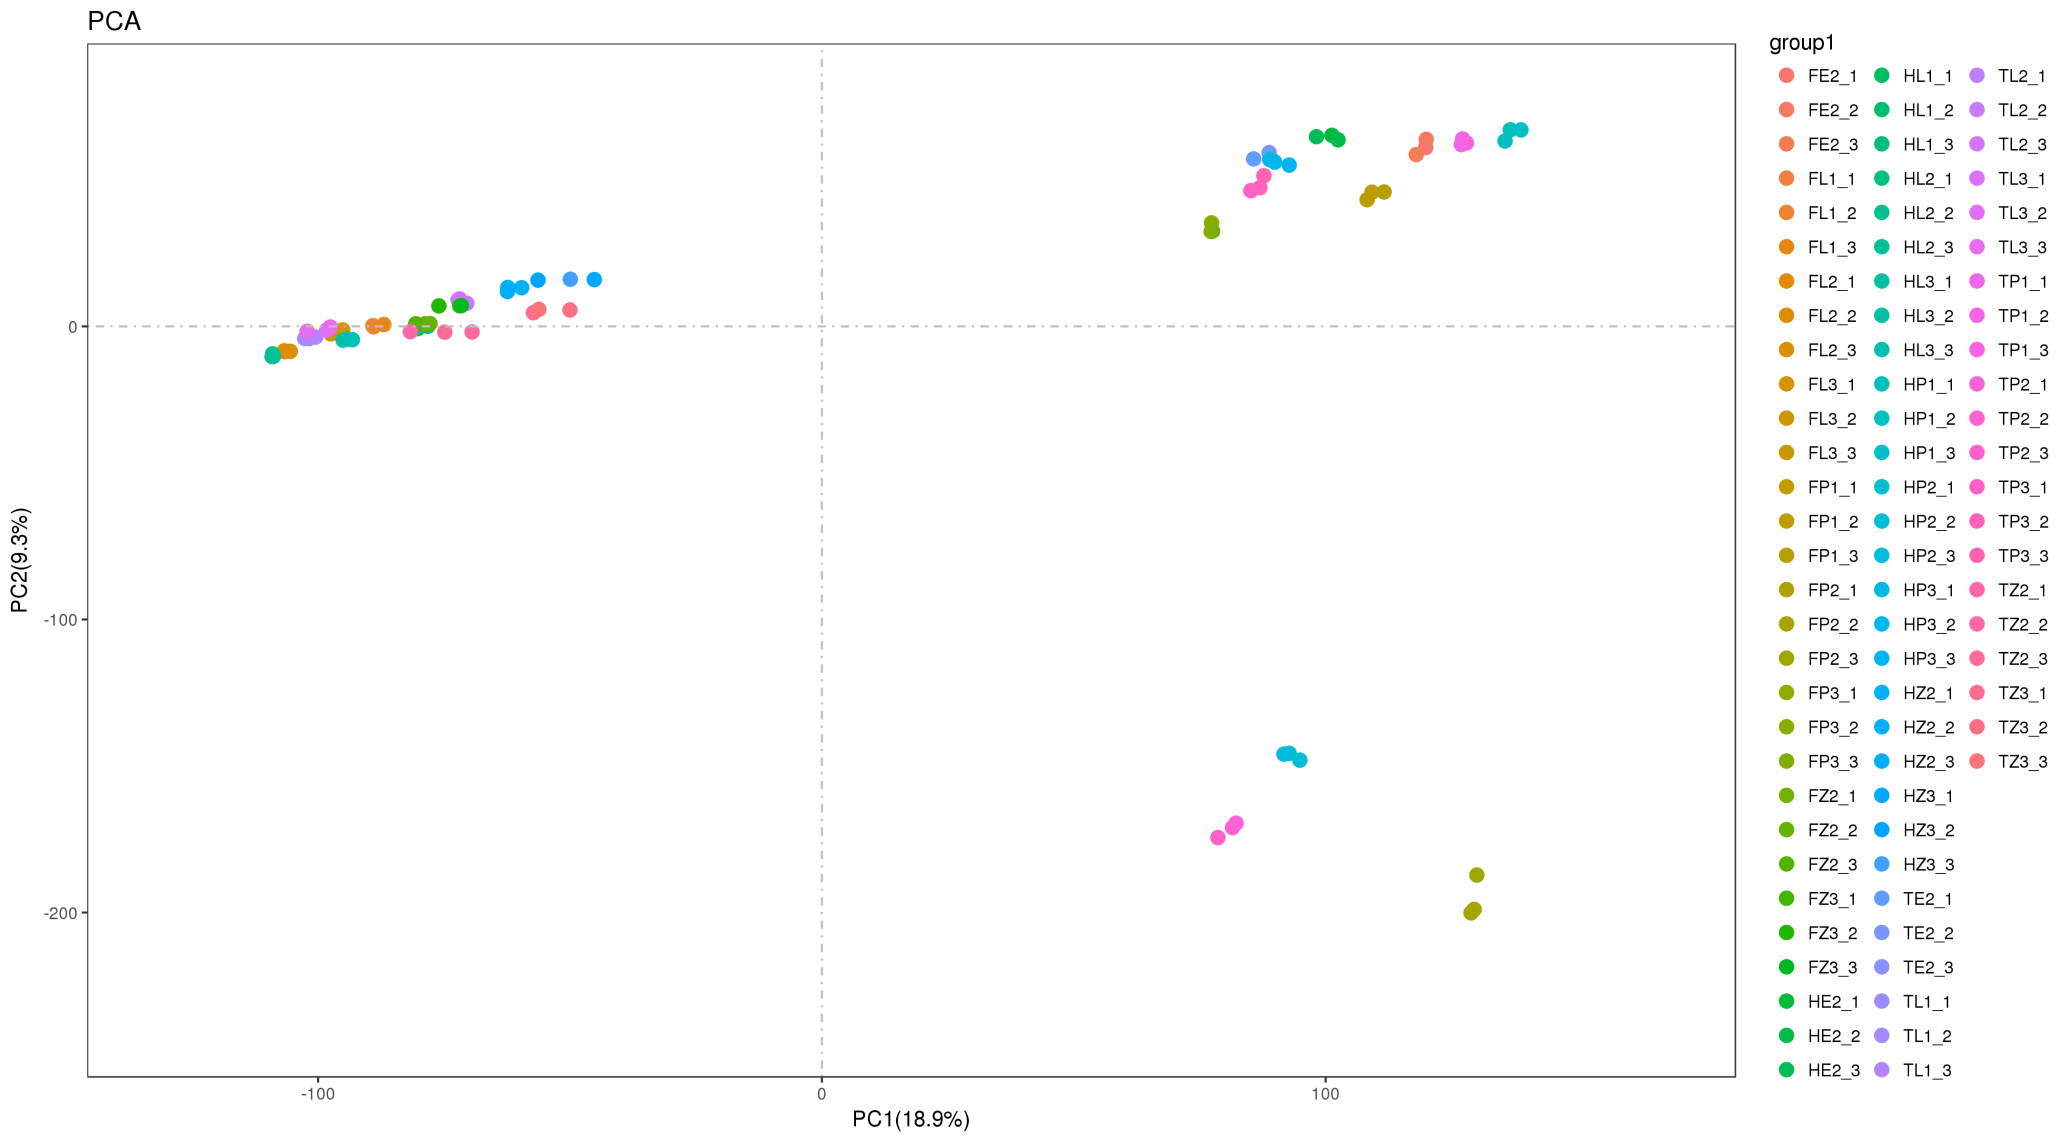 PCA
0
-100
-200
PC2(9.3%)
-100
0
100
PC1(18.9%)
group1
FE2_1 HL1_1 TL2_1
FE2_2 HL1_2 TL2_2
FE2_3 HL1_3 TL2_3
FL1_1 HL2_1 TL3_1
FL1_2 HL2_2 TL3_2
FL1_3 HL2_3 TL3_3
FL2_1 HL3_1 TP1_1
FL2_2 HL3_2 TP1_2
FL2_3 HL3_3 TP1_3
FL3_1 HP1_1 TP2_1
FL3_2 HP1_2 TP2_2
FL3_3 HP1_3 TP2_3
FP1_1 HP2_1 TP3_1
FP1_2 HP2_2 TP3_2
FP1_3 HP2_3 TP3_3
FP2_1 HP3_1 TZ2_1
FP2_2 HP3_2 TZ2_2
FP2_3 HP3_3 TZ2_3
FP3_1 HZ2_1 TZ3_1
FP3_2 HZ2_2 TZ3_2
FP3_3 HZ2_3 TZ3_3
FZ2_1 HZ3_1
FZ2_2 HZ3_2
FZ2_3 HZ3_3
FZ3_1 TE2_1
FZ3_2 TE2_2
FZ3_3 TE2_3
HE2_1 TL1_1
HE2_2 TL1_2
HE2_3 TL1_3